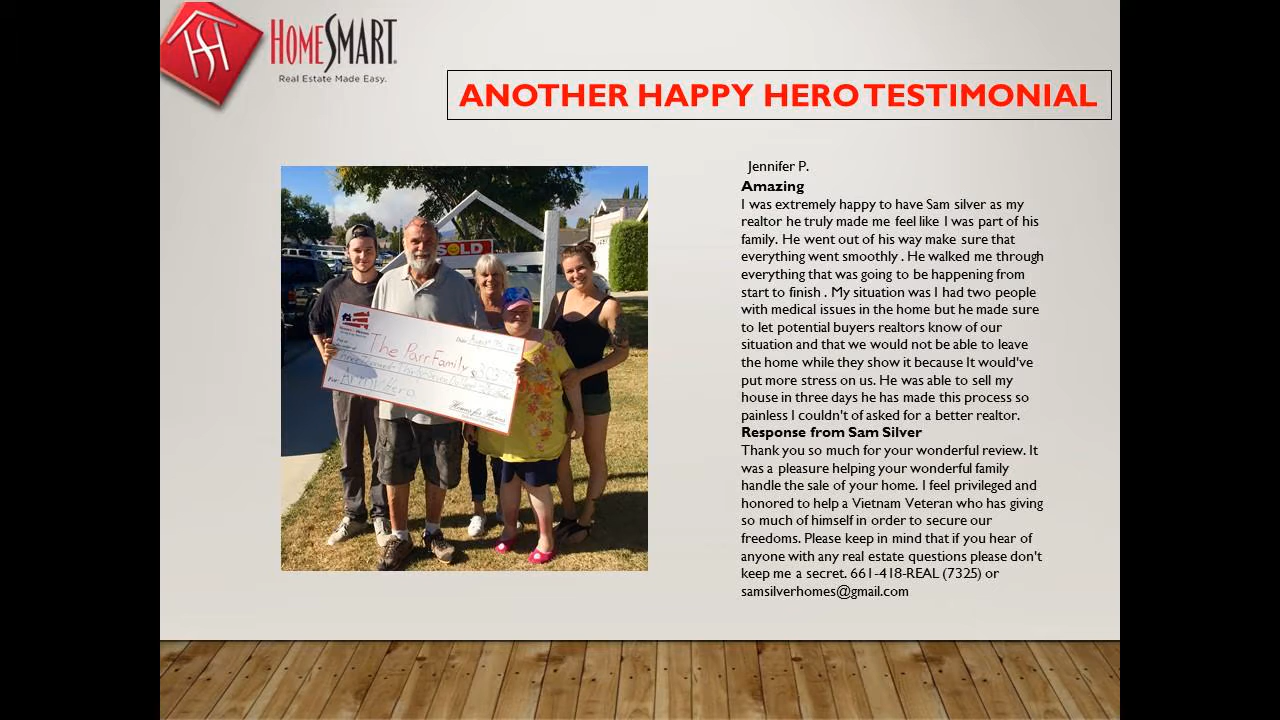 HOMESMART
Real Estate Made Easy.
ANOTHER HAPPY HERO TESTIMONIAL
SOLD
The Parr Family
Army Hero
Homes for Heroes
Jennifer P.
Amazing
I was extremely happy to have Sam silver as my
realtor he truly made me feel like I was part of his
family. He went out of his way make sure that
everything went smoothly . He walked me through
everything that was going to be happening from
start to finish . My situation was I had two people
with medical issues in the home but he made sure
to let potential buyers realtors know of our
situation and that we would not be able to leave
the home while they show it because It would've
put more stress on us. He was able to sell my
house in three days he has made this process so
painless I couldn't of asked for a better realtor.
Response from Sam Silver
Thank you so much for your wonderful review. It
was a pleasure helping your wonderful family
handle the sale of your home. I feel privileged and
honored to help a Vietnam Veteran who has giving
so much of himself in order to secure our
freedoms. Please keep in mind that if you hear of
anyone with any real estate questions please don't
keep me a secret. 661-418-REAL (7325) or
samsilverhomes@gmail.com